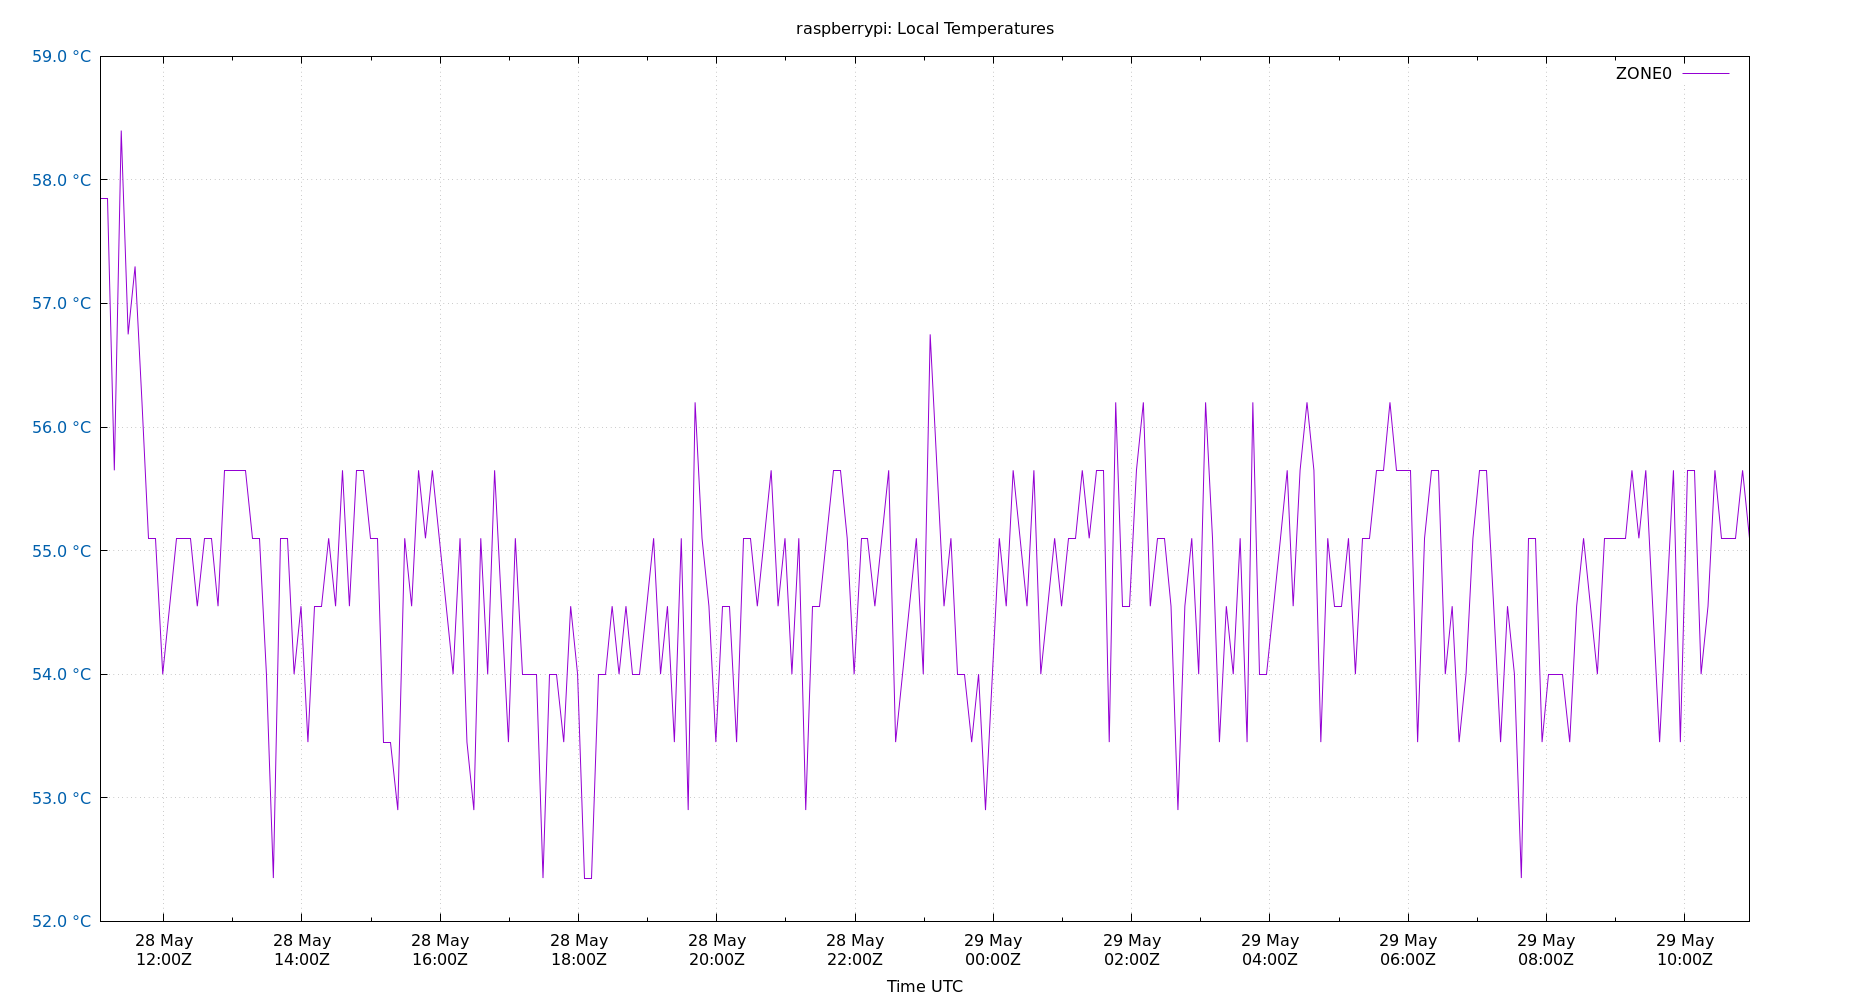 raspberrypi: Local Temperatures
59.0 °C
ZONE0
58.0 °C
57.0 °C
56.0 °C
55.0 °C
54.0 °C
53.0 °C
52.0 °C
28 May 28 May 28 May 28 May 28 May 28 May 29 May 29 May 29 May 29 May 29 May 29 May
12:00Z 14:00Z 16:00Z 18:00Z 20:00Z 22:00Z 00:00Z 02:00Z 04:00Z 06:00Z 08:00Z 10:00Z
Time UTC